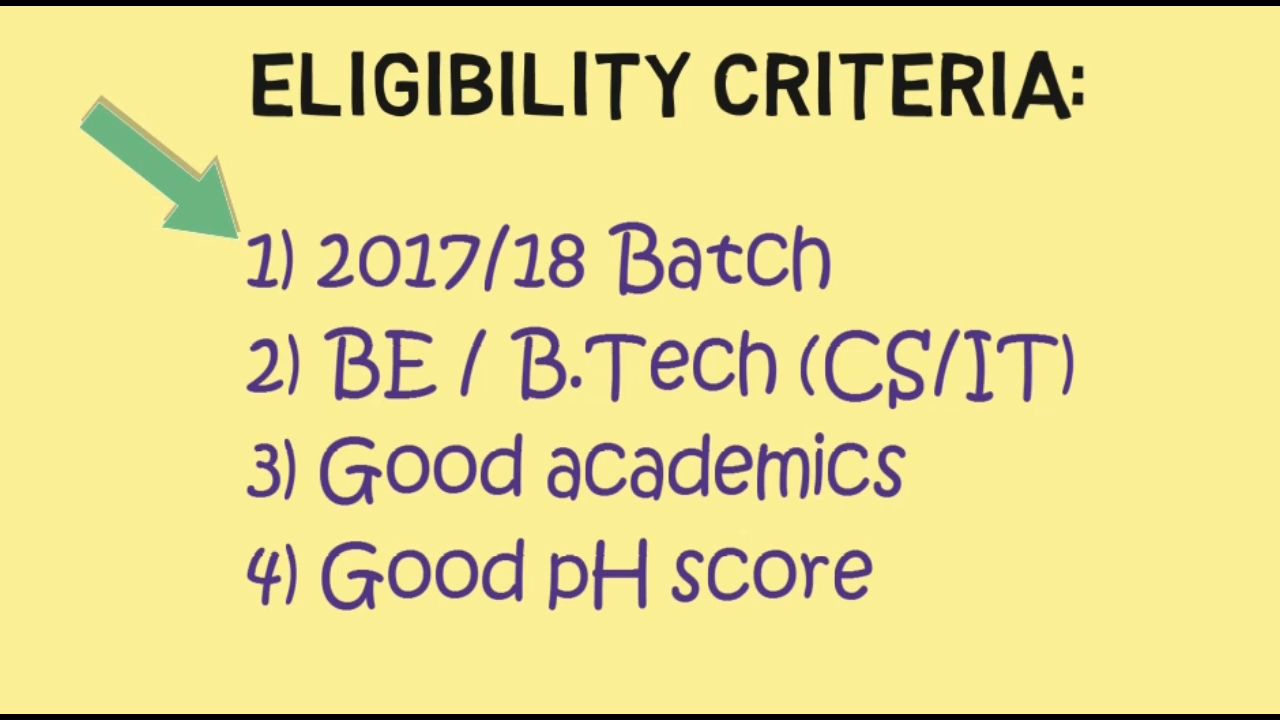 ELIGIBILITY CRITERIA:
1) 2017/18 Batch
2) BE / B.Tech (CS/IT)
3) Good academics
4) Good pH score